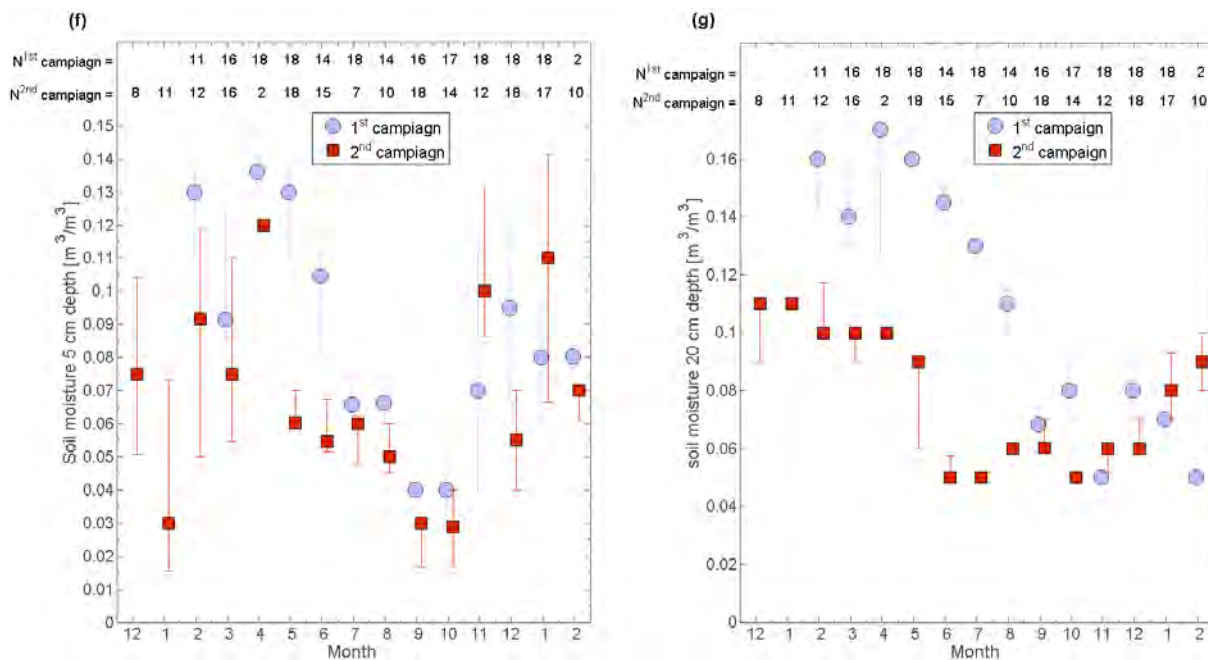 (f)
N1st campiagn = 11 16 18 18 14 18 14 16 17 18 18 18 2
N2nd campiagn = 8 11 12 16 2 18 15 7 10 18 14 12 18 17 10
1st campiagn
2nd campiagn
Soil moisture 5 cm depth [m3/m3]
0.15
0.14
0.13
0.12
0.11
0.1
0.09
0.08
0.07
0.06
0.05
0.04
0.03
0.02
0.01
0
12 1 2 3 4 5 6 7 8 9 10 11 12 1 2
Month
(g)
N1st campaign = 11 16 18 18 14 18 14 16 17 18 18 18 2
N2nd campaign = 8 11 12 16 2 18 15 7 10 18 14 12 18 17 10
1st campaign
2nd campaign
soil moisture 20 cm depth [m3/m3]
0.16
0.14
0.12
0.1
0.08
0.06
0.04
0.02
0
12 1 2 3 4 5 6 7 8 9 10 11 12 1 2
Month